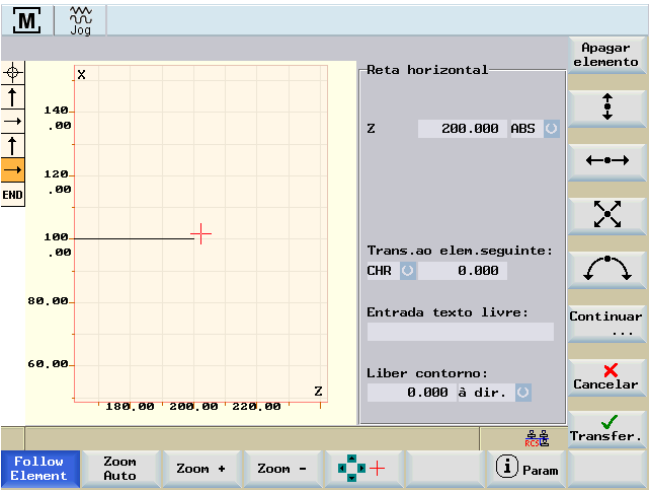 M
Jog
Apagar
elemento
Reta horizontal
X
140
.00
Z 200.000 ABS
120
.00
END
100
.00
Trans.ao elem.seguinte:
CHR 0.000
80.00
Entrada texto livre:
Continuar
...
60.00
Liber contorno:
0.000 à dir.
Cancelar
Z
180.00 200.00 220.00
RCS
Transfer.
Follow
Element
Zoom
Auto
Zoom +
Zoom -
i Param